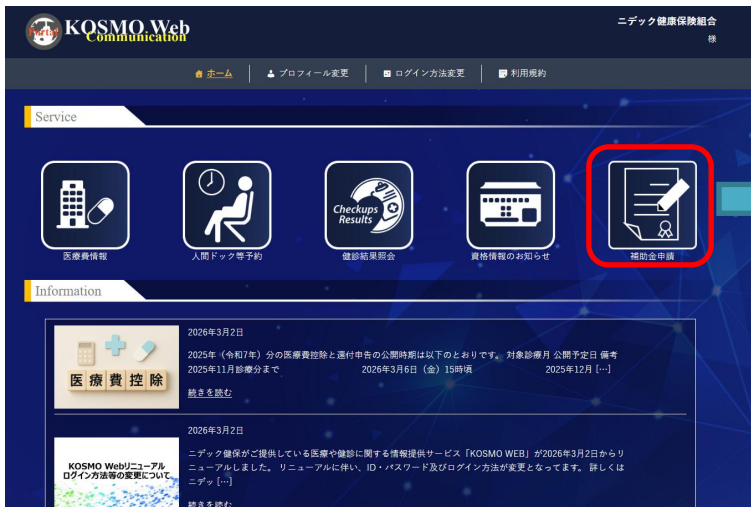 Portal KOSMO Web
Communication
ニデック健康保険組合
様
ホーム
プロフィール変更
ログイン方法変更
利用規約
Service
Checkups
Results
医療費情報
人間ドック等予約
健診結果照会
資格情報のお知らせ
補助金申請
Information
2026年3月2日
2025年（令和7年）分の医療費控除と還付申告の公開時期は以下のとおりです。 対象診療月 公開予定日 備考
2025年11月診療分まで 2026年3月6日（金）15時頃 2025年12月 […]
続きを読む
医療費控除
2026年3月2日
ニデック健保がご提供している医療や健診に関する情報提供サービス「KOSMO WEB」が2026年3月2日からリ
ニューアルしました。 リニューアルに伴い、ID・パスワード及びログイン方法が変更となってます。 詳しくは
ニデッ […]
続きを読む
KOSMO Webリニューアル
ログイン方法等の変更について